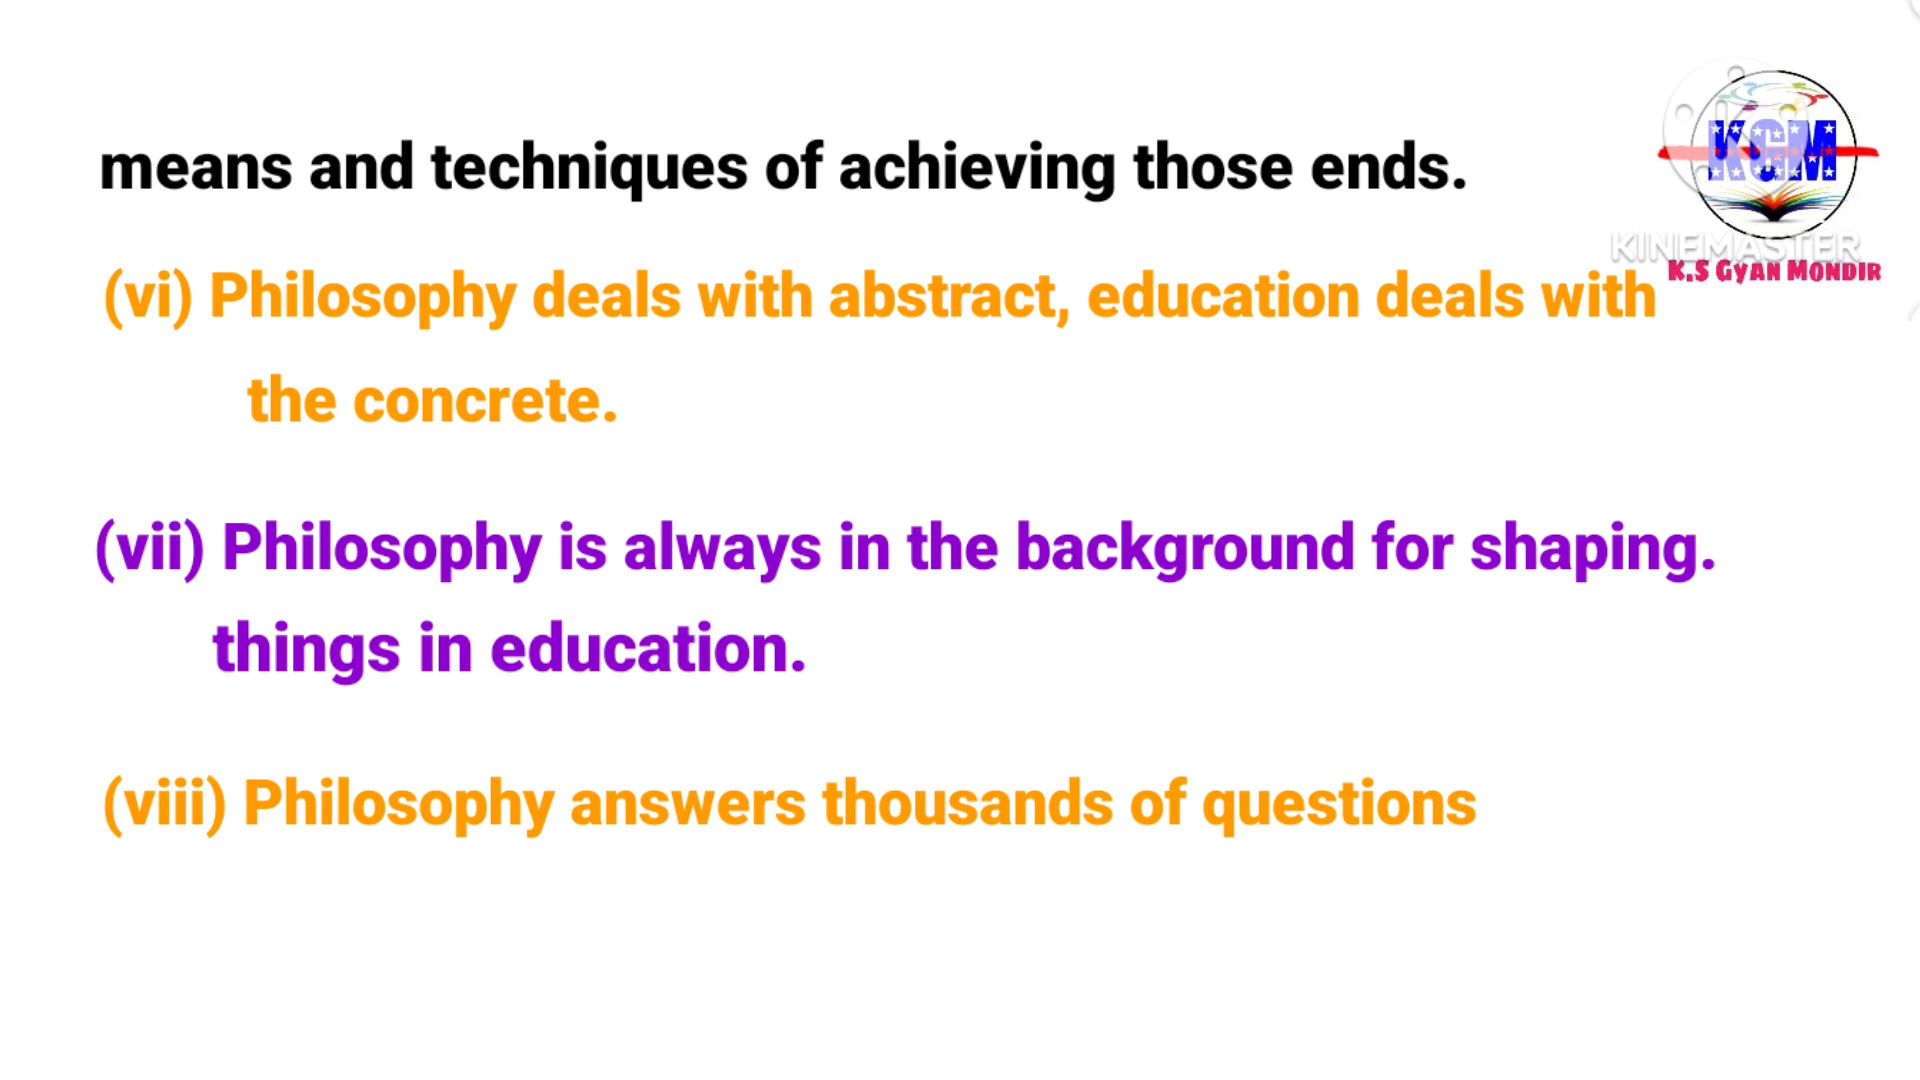 means and techniques of achieving those ends.
KGM
KINEMASTER
K.S GYAN MONDIR
(vi) Philosophy deals with abstract, education deals with
the concrete.
(vii) Philosophy is always in the background for shaping.
things in education.
(viii) Philosophy answers thousands of questions